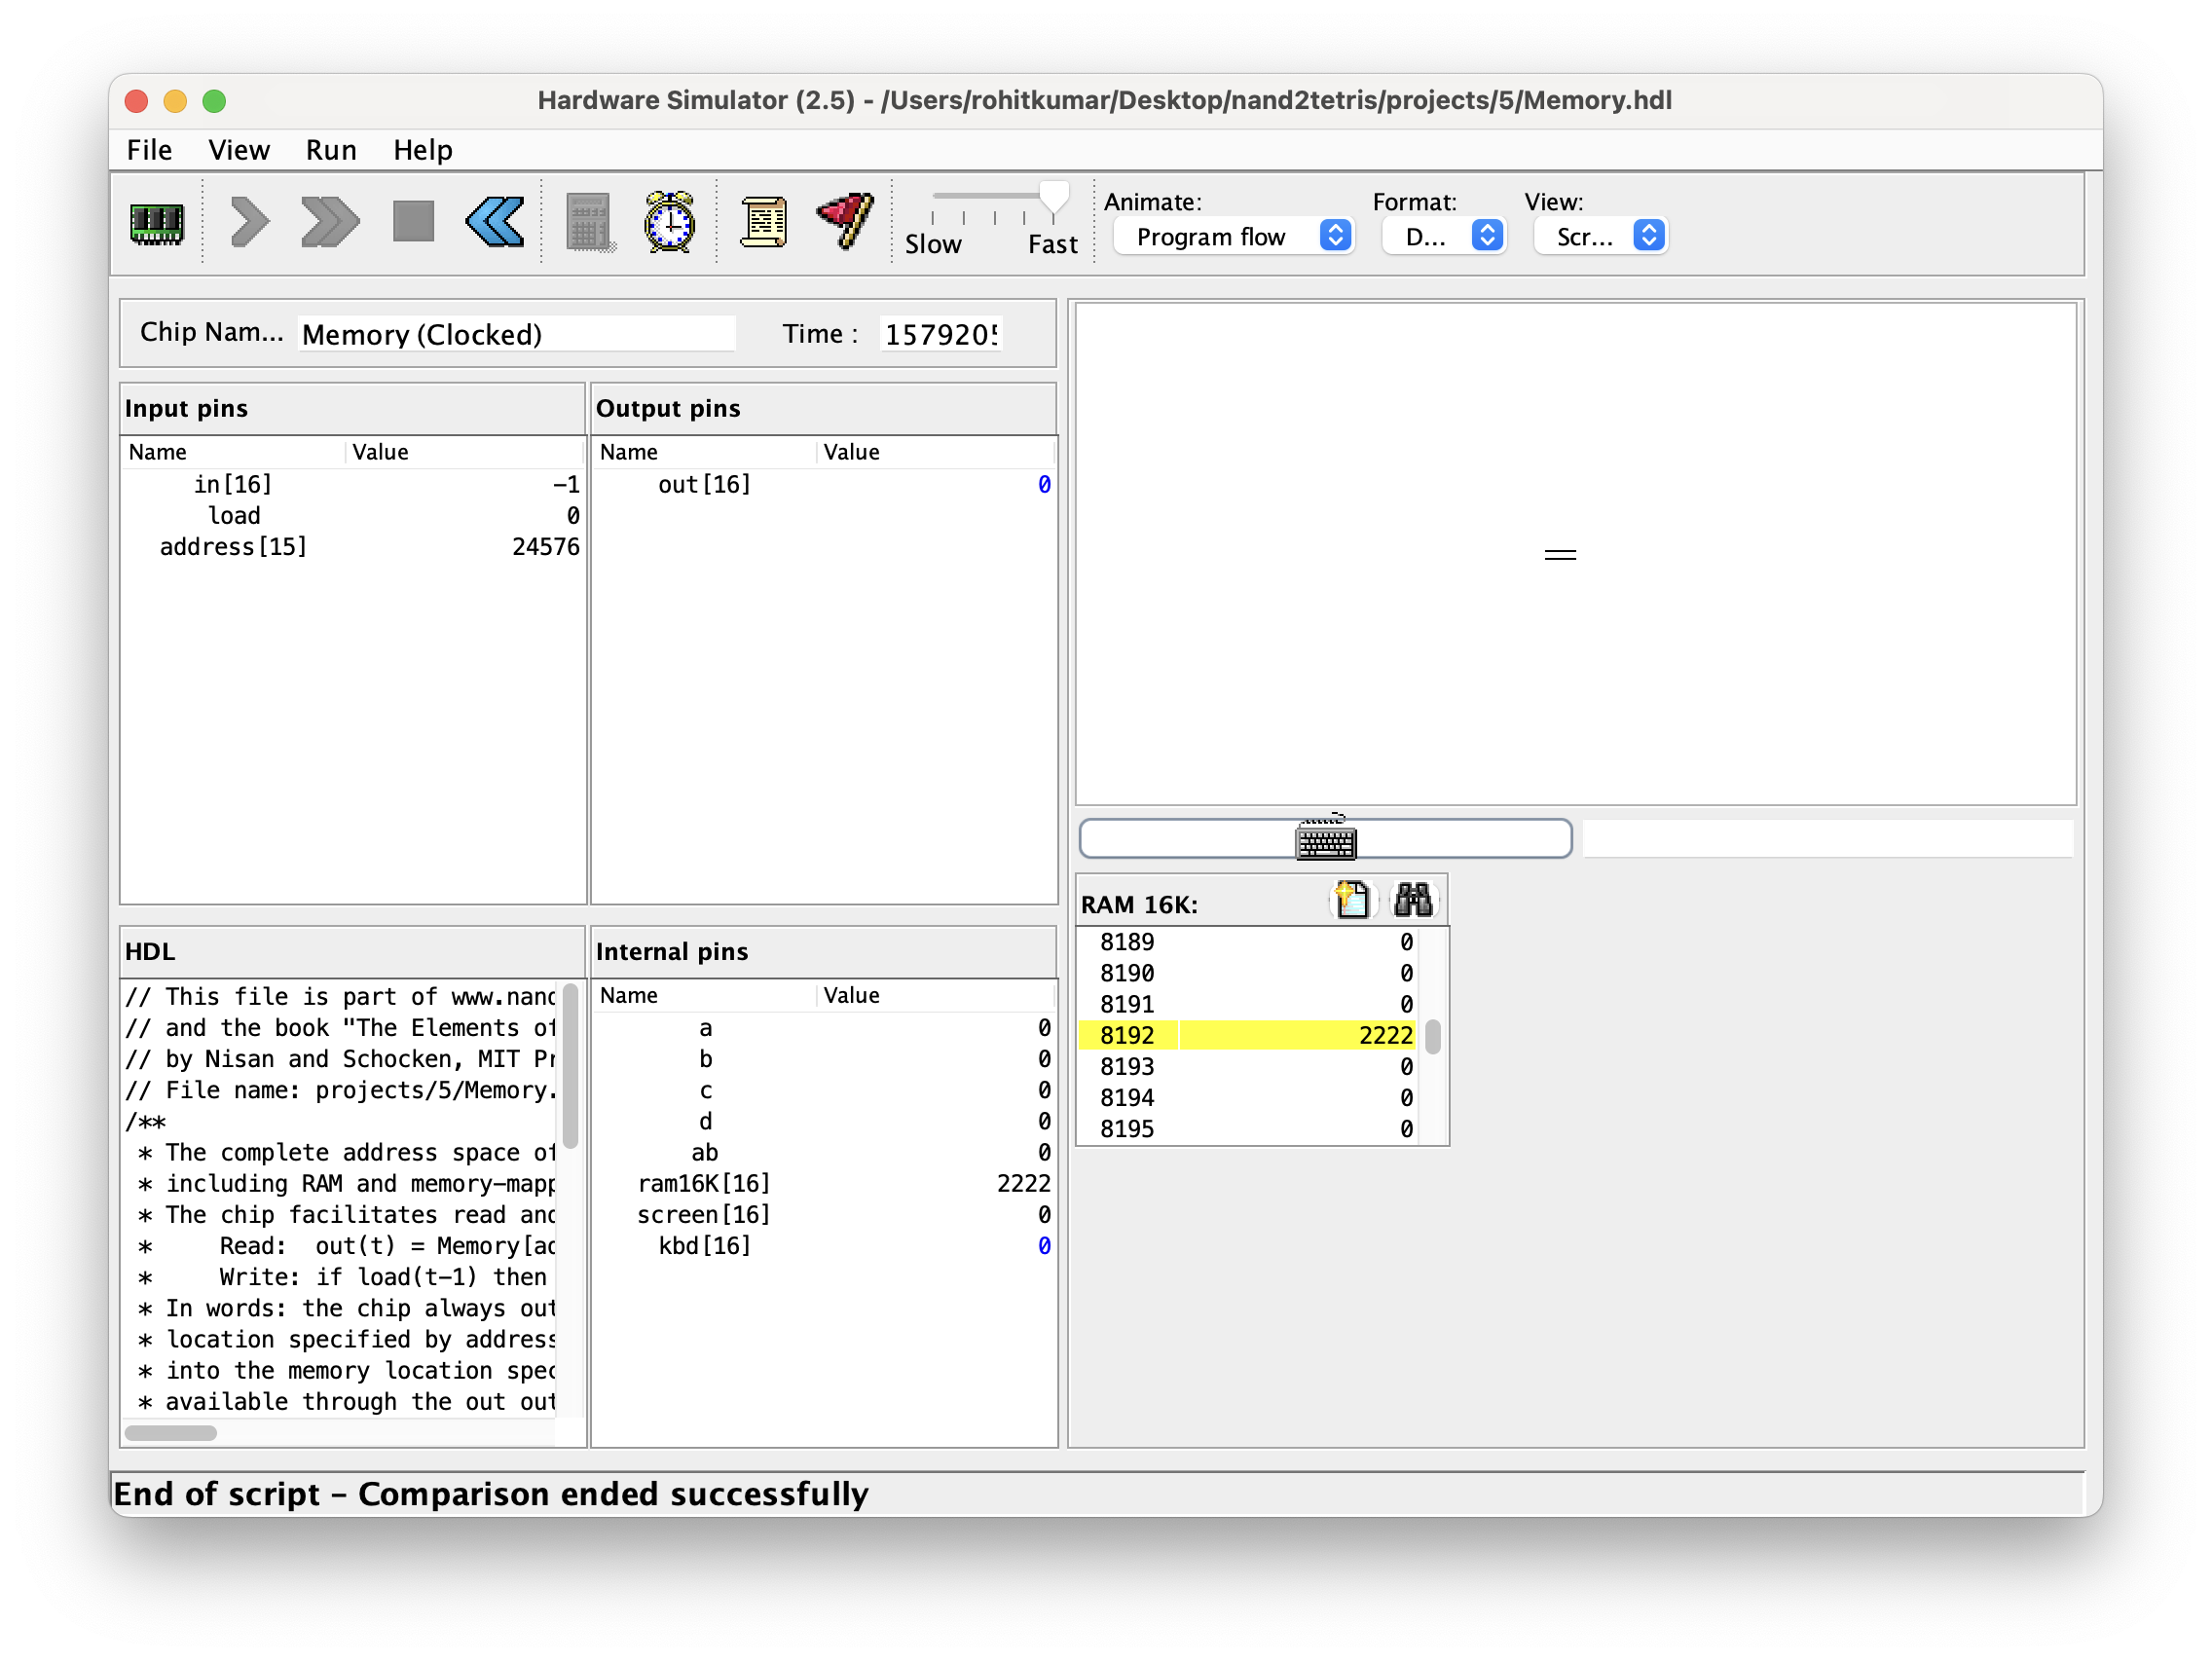 Hardware Simulator (2.5) - /Users/rohitkumar/Desktop/nand2tetris/projects/5/Memory.hdl
File View Run Help
Slow Fast
Animate: Format: View:
Program flow D... Scr...
Chip Nam... Memory (Clocked) Time : 1579205
Input pins
Name Value
in[16] -1
load 0
address[15] 24576
Output pins
Name Value
out[16] 0
HDL
// This file is part of www.nand
// and the book "The Elements of
// by Nisan and Schocken, MIT Pr
// File name: projects/5/Memory.
/**
* The complete address space of
* including RAM and memory-mapp
* The chip facilitates read and
* Read: out(t) = Memory[ad
* Write: if load(t-1) then
* In words: the chip always out
* location specified by address
* into the memory location spec
* available through the out out
Internal pins
Name Value
a 0
b 0
c 0
d 0
ab 0
ram16K[16] 2222
screen[16] 0
kbd[16] 0
RAM 16K:
8189 0
8190 0
8191 0
8192 2222
8193 0
8194 0
8195 0
End of script - Comparison ended successfully